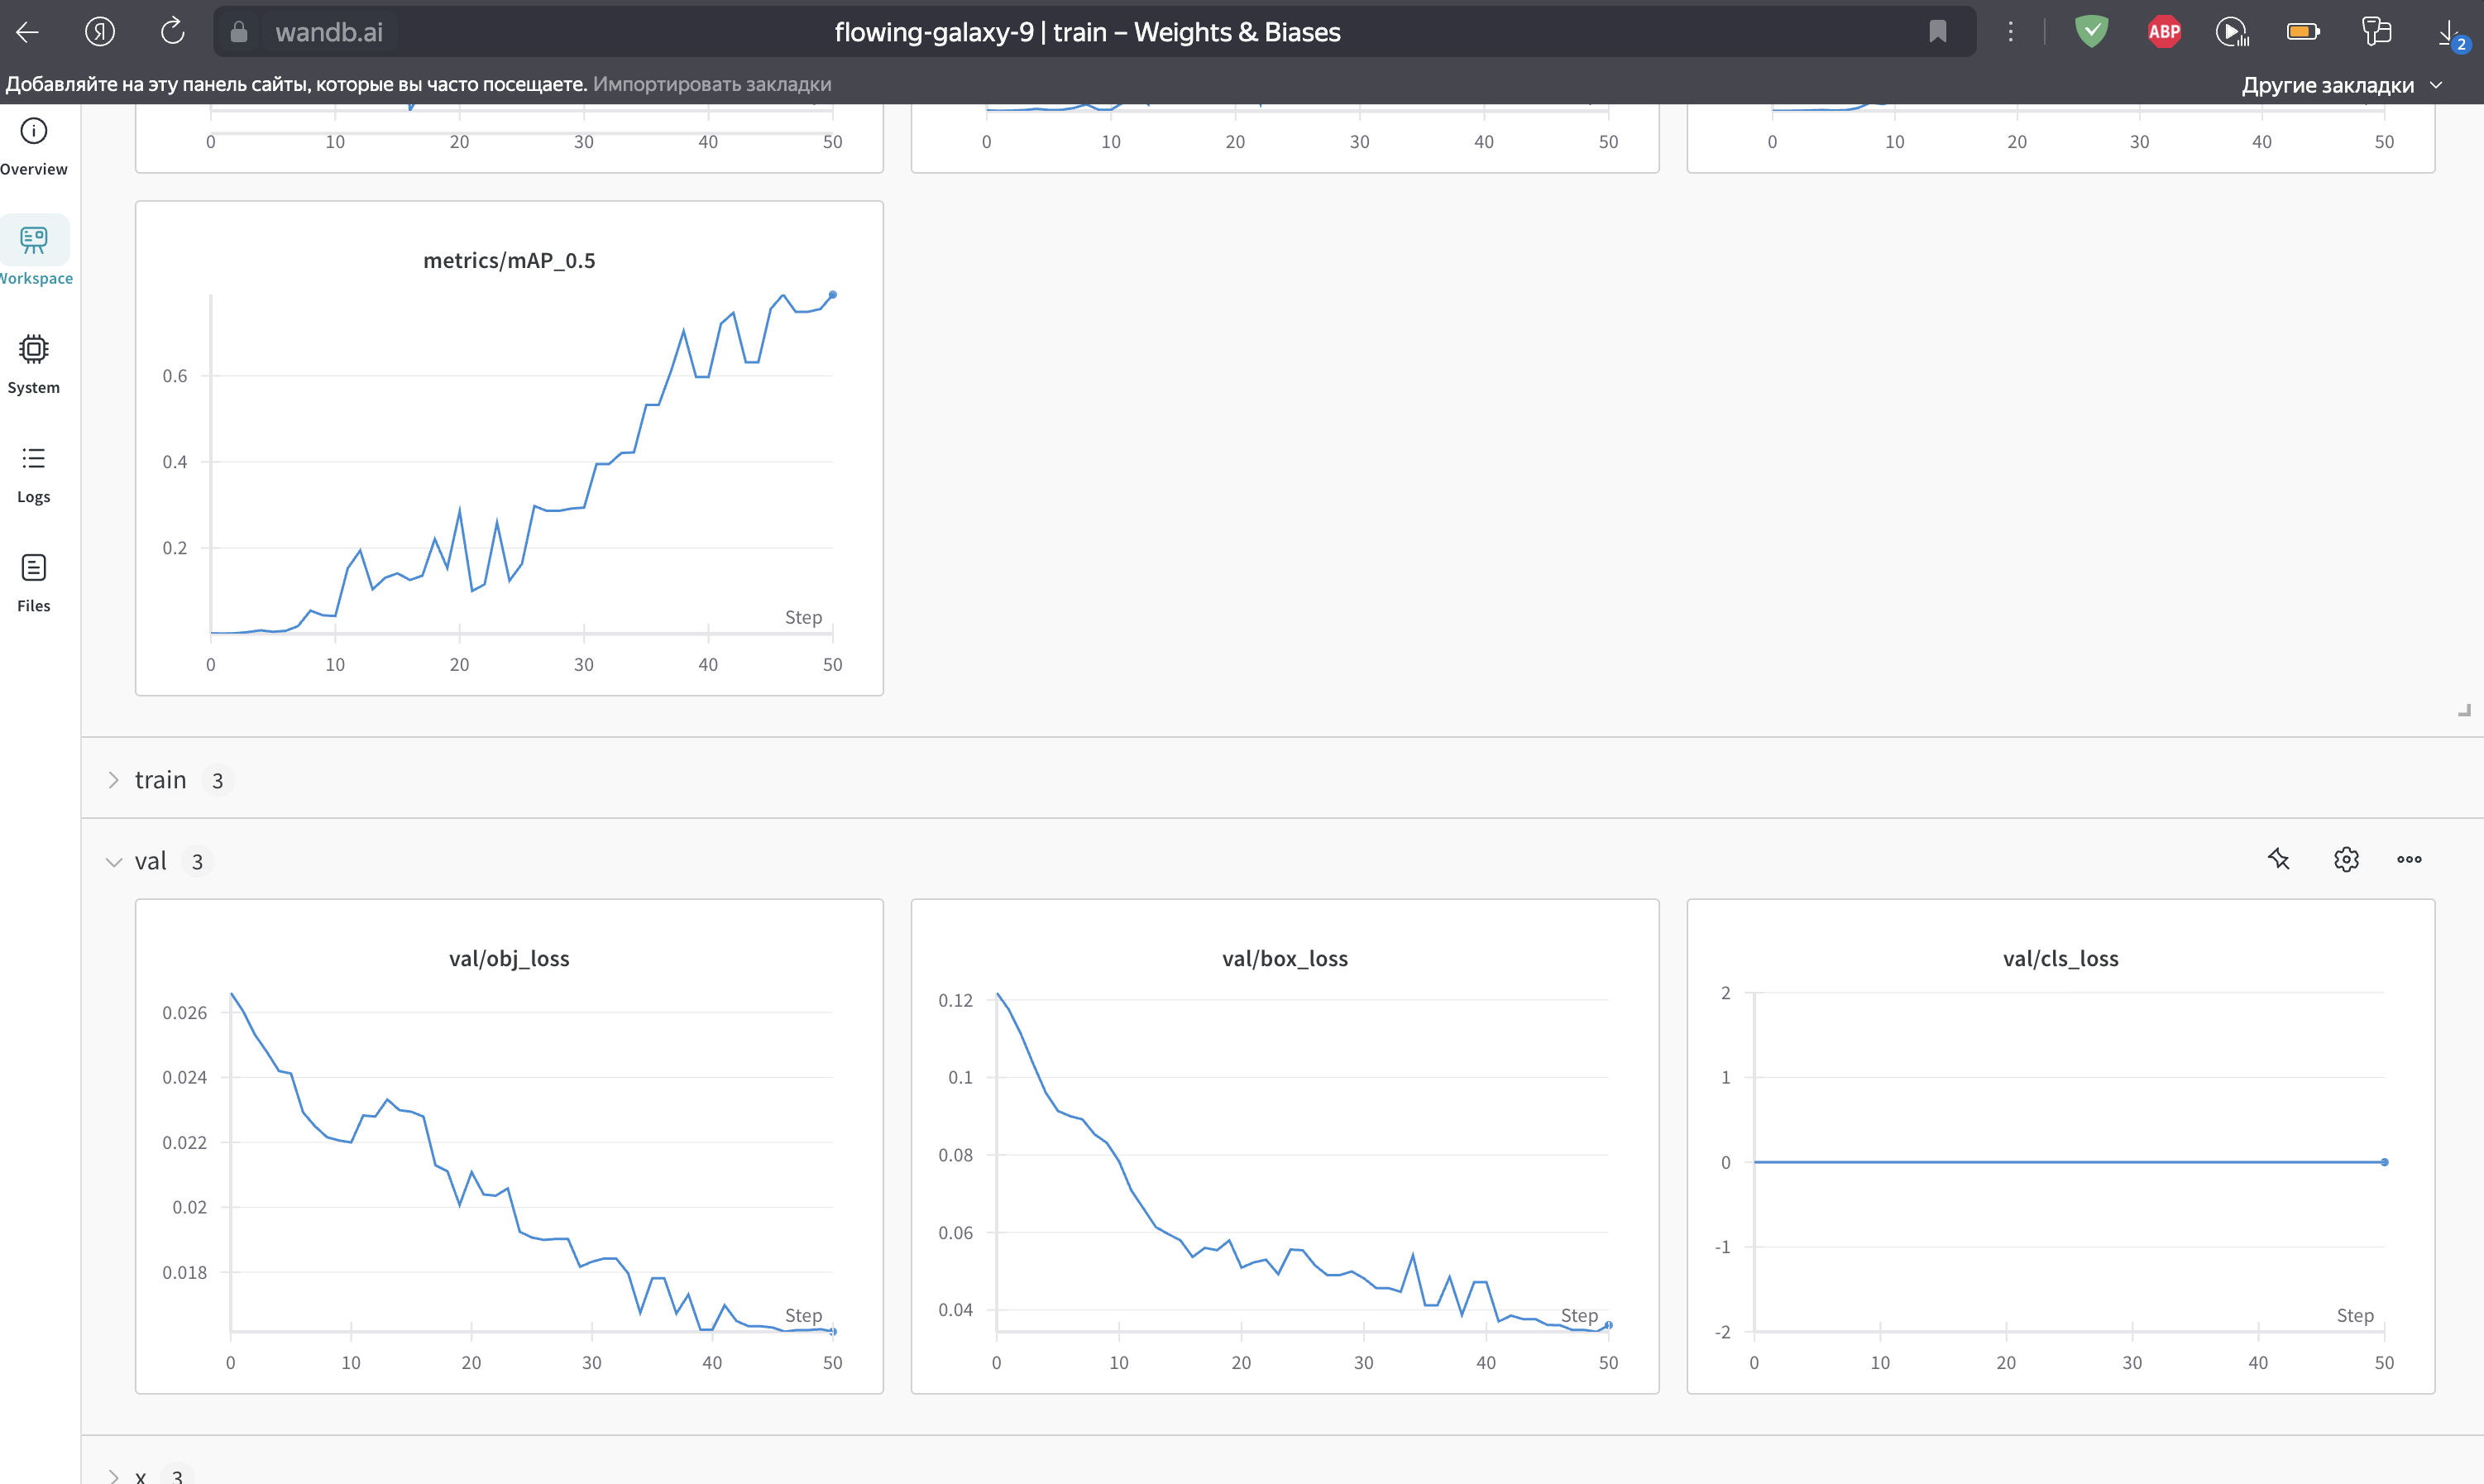 Я
wandb.ai
flowing-galaxy-9 | train – Weights & Biases
ABP
2
Добавляйте на эту панель сайты, которые вы часто посещаете. Импортировать закладки
Другие закладки
Overview
Workspace
System
Logs
Files
0 10 20 30 40 50
0 10 20 30 40 50
0 10 20 30 40 50
metrics/mAP_0.5
0.6
0.4
0.2
Step
0 10 20 30 40 50
train 3
val 3
val/obj_loss
0.026
0.024
0.022
0.02
0.018
Step
0 10 20 30 40 50
val/box_loss
0.12
0.1
0.08
0.06
0.04
Step
0 10 20 30 40 50
val/cls_loss
2
1
0
-1
-2
Step
0 10 20 30 40 50
x 3